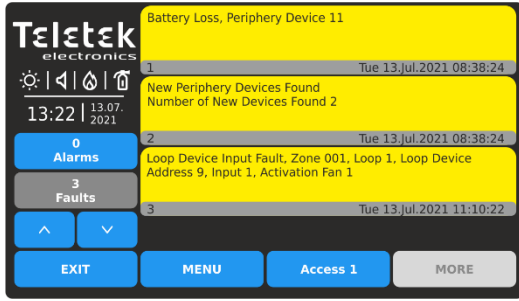 Teletek
electronics
13:22
13.07.
2021
0
Alarms
3
Faults
Battery Loss, Periphery Device 11
1 Tue 13.Jul.2021 08:38:24
New Periphery Devices Found
Number of New Devices Found 2
2 Tue 13.Jul.2021 08:38:24
Loop Device Input Fault, Zone 001, Loop 1, Loop Device
Address 9, Input 1, Activation Fan 1
3 Tue 13.Jul.2021 11:10:22
EXIT MENU Access 1 MORE